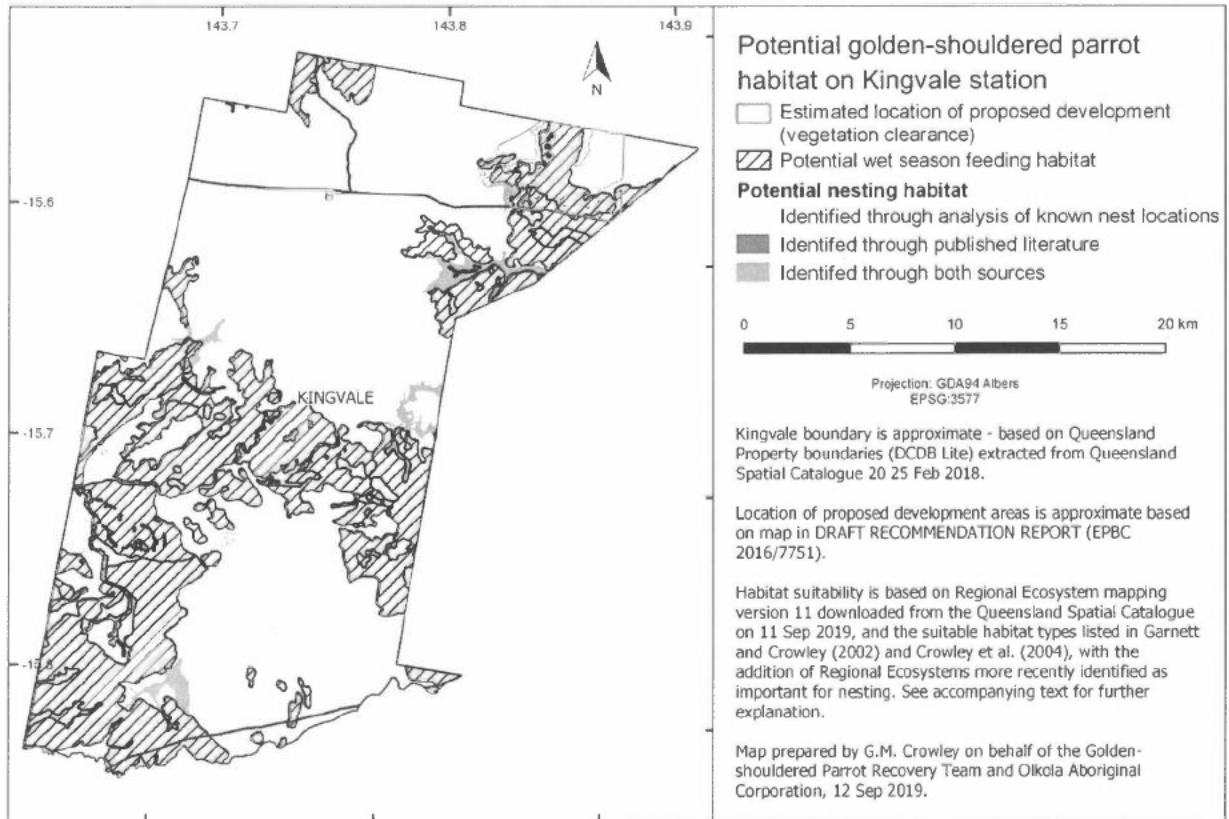 143.7
143.8
143.9
-15.6
-15.7
-15.8
N
KINGVALE
Potential golden-shouldered parrot
habitat on Kingvale station
Estimated location of proposed development
(vegetation clearance)
Potential wet season feeding habitat
Potential nesting habitat
Identified through analysis of known nest locations
Identifed through published literature
Identifed through both sources
0 5 10 15 20 km
Projection: GDA94 Albers
EPSG:3577
Kingvale boundary is approximate - based on Queensland
Property boundaries (DCDB Lite) extracted from Queensland
Spatial Catalogue 20 25 Feb 2018.
Location of proposed development areas is approximate based
on map in DRAFT RECOMMENDATION REPORT (EPBC
2016/7751).
Habitat suitability is based on Regional Ecosystem mapping
version 11 downloaded from the Queensland Spatial Catalogue
on 11 Sep 2019, and the suitable habitat types listed in Garnett
and Crowley (2002) and Crowley et al. (2004), with the
addition of Regional Ecosystems more recently identified as
important for nesting. See accompanying text for further
explanation.
Map prepared by G.M. Crowley on behalf of the Golden-
shouldered Parrot Recovery Team and Olkola Aboriginal
Corporation, 12 Sep 2019.